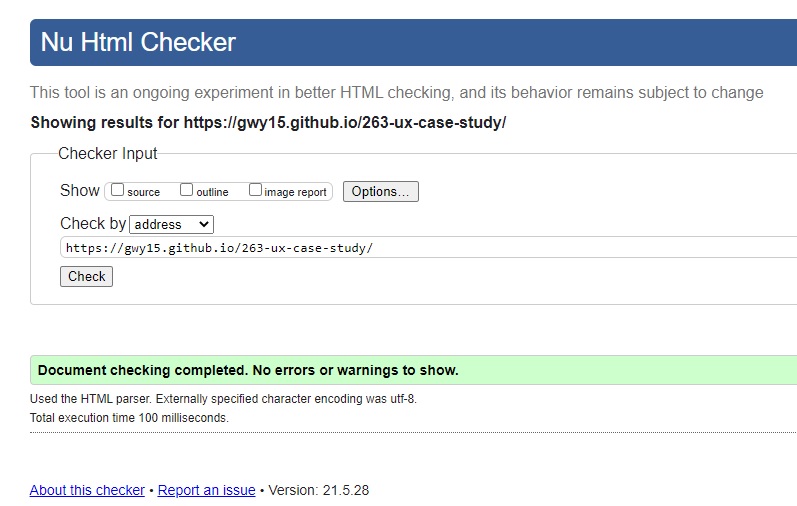 Nu Html Checker
This tool is an ongoing experiment in better HTML checking, and its behavior remains subject to change
Showing results for https://gwy15.github.io/263-ux-case-study/
Checker Input
Show source outline image report Options...
Check by address
https://gwy15.github.io/263-ux-case-study/
Check
Document checking completed. No errors or warnings to show.
Used the HTML parser. Externally specified character encoding was utf-8.
Total execution time 100 milliseconds.
About this checker • Report an issue • Version: 21.5.28